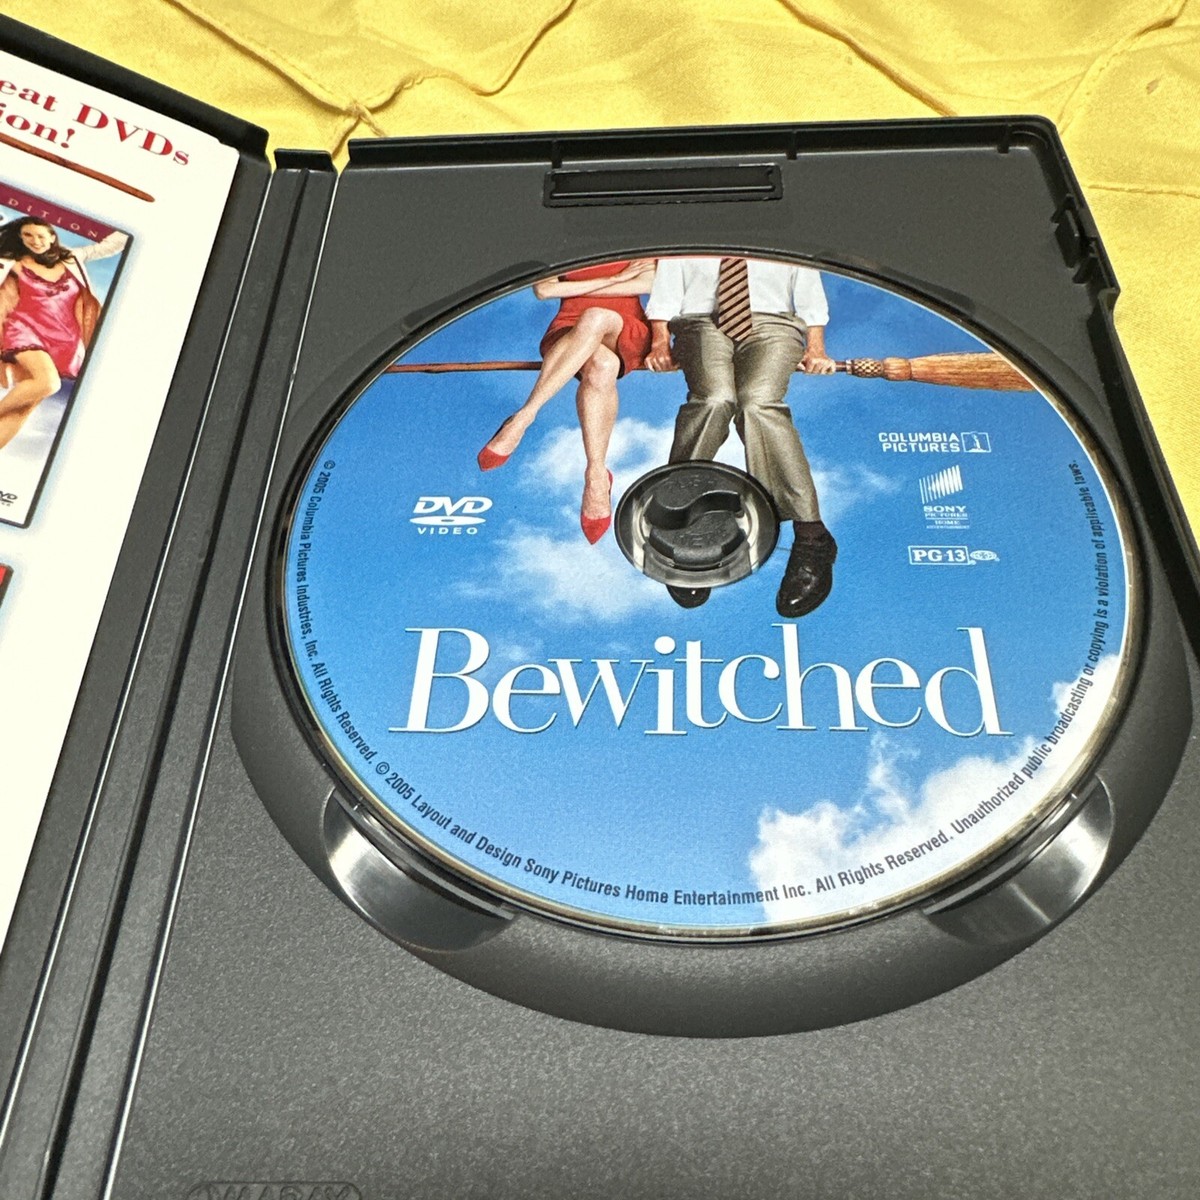 eat DVDs
ion!
EDITION
DVD
COLUMBIA
PICTURES
DVD
VIDEO
SONY
PICTURES
HOME
ENTERTAINMENT
PG-13
Bewitched
© 2005 Columbia Pictures Industries, Inc. All Rights Reserved. © 2005 Layout and Design Sony Pictures Home Entertainment Inc. All Rights Reserved. Unauthorized public broadcasting or copying is a violation of applicable laws.